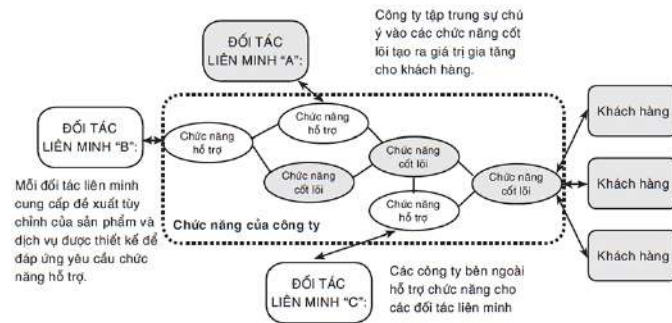 Công ty tập trung sự chú
ý vào các chức năng cốt
lõi tạo ra giá trị gia tăng
cho khách hàng.
ĐỐI TÁC
LIÊN MINH “A”:
ĐỐI TÁC
LIÊN MINH “B”:
Chức năng
hỗ trợ
Chức năng
hỗ trợ
Chức năng
cốt lõi
Chức năng
cốt lõi
Chức năng
cốt lõi
Chức năng
hỗ trợ
Khách hàng
Khách hàng
Khách hàng
Mỗi đối tác liên minh
cung cấp đề xuất tùy
chỉnh của sản phẩm và
dịch vụ được thiết kế để
đáp ứng yêu cầu chức
năng hỗ trợ.
Chức năng của công ty
ĐỐI TÁC
LIÊN MINH “C”:
Các công ty bên ngoài
hỗ trợ chức năng cho
các đối tác liên minh